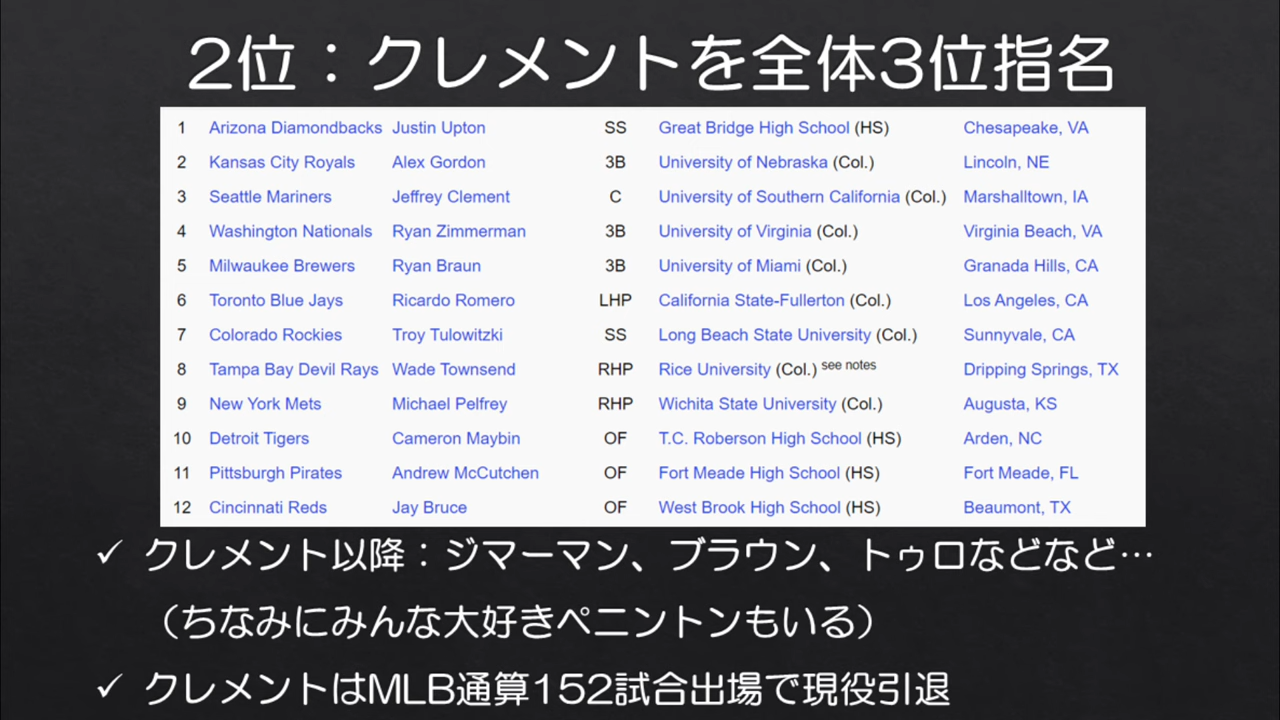 2位：クレメントを全体3位指名
1 Arizona Diamondbacks Justin Upton SS Great Bridge High School (HS) Chesapeake, VA
2 Kansas City Royals Alex Gordon 3B University of Nebraska (Col.) Lincoln, NE
3 Seattle Mariners Jeffrey Clement C University of Southern California (Col.) Marshalltown, IA
4 Washington Nationals Ryan Zimmerman 3B University of Virginia (Col.) Virginia Beach, VA
5 Milwaukee Brewers Ryan Braun 3B University of Miami (Col.) Granada Hills, CA
6 Toronto Blue Jays Ricardo Romero LHP California State-Fullerton (Col.) Los Angeles, CA
7 Colorado Rockies Troy Tulowitzki SS Long Beach State University (Col.) Sunnyvale, CA
8 Tampa Bay Devil Rays Wade Townsend RHP Rice University (Col.) see notes Dripping Springs, TX
9 New York Mets Michael Pelfrey RHP Wichita State University (Col.) Augusta, KS
10 Detroit Tigers Cameron Maybin OF T.C. Roberson High School (HS) Arden, NC
11 Pittsburgh Pirates Andrew McCutchen OF Fort Meade High School (HS) Fort Meade, FL
12 Cincinnati Reds Jay Bruce OF West Brook High School (HS) Beaumont, TX
✓ クレメント以降：ジマーマン、ブラウン、トゥロなどなど…
（ちなみにみんな大好きペニントンもいる）
✓ クレメントはMLB通算152試合出場で現役引退